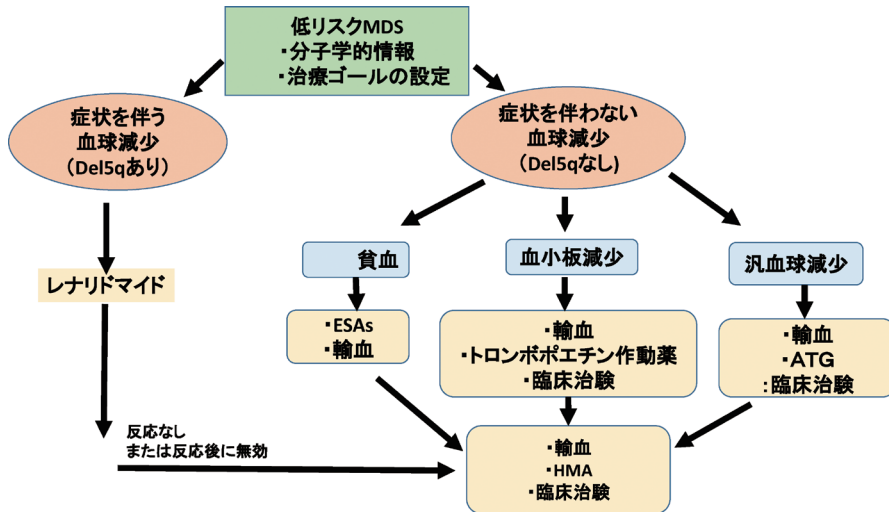 低リスクMDS
・分子学的情報
・治療ゴールの設定
症状を伴う
血球減少
（Del5qあり）
症状を伴わない
血球減少
(Del5qなし)
レナリドマイド
貧血
血小板減少
汎血球減少
・ESAs
・輸血
・輸血
・トロンボポエチン作動薬
・臨床治験
・輸血
・ATG
：臨床治験
反応なし
または反応後に無効
・輸血
・HMA
・臨床治験